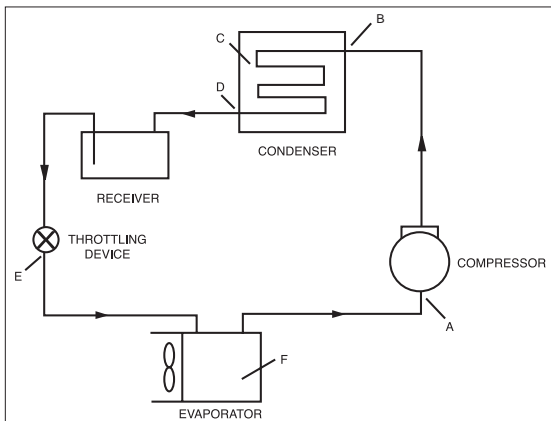 B
C
D
CONDENSER
RECEIVER
THROTTLING
DEVICE
E
COMPRESSOR
A
F
EVAPORATOR